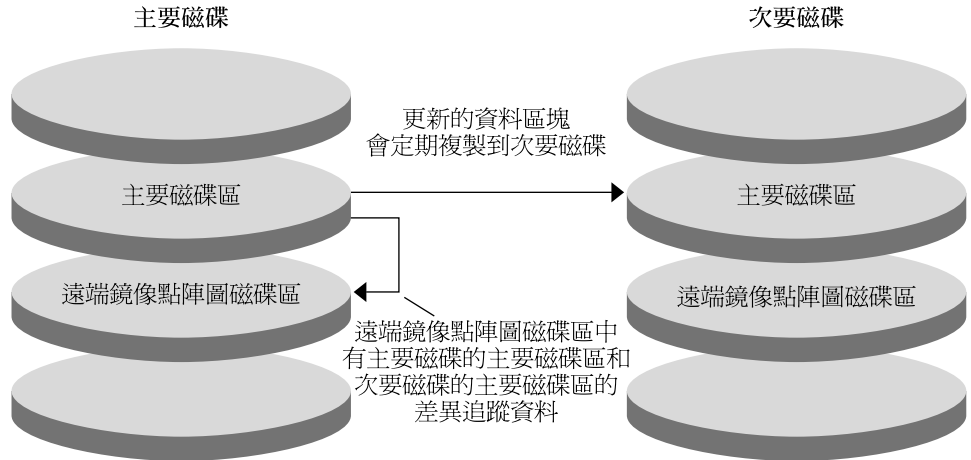 主要磁碟
次要磁碟
更新的資料區塊
會定期複製到次要磁碟
主要磁碟區
主要磁碟區
遠端鏡像點陣圖磁碟區
遠端鏡像點陣圖磁碟區
遠端鏡像點陣圖磁碟區中
有主要磁碟的主要磁碟區和
次要磁碟的主要磁碟區的
差異追蹤資料